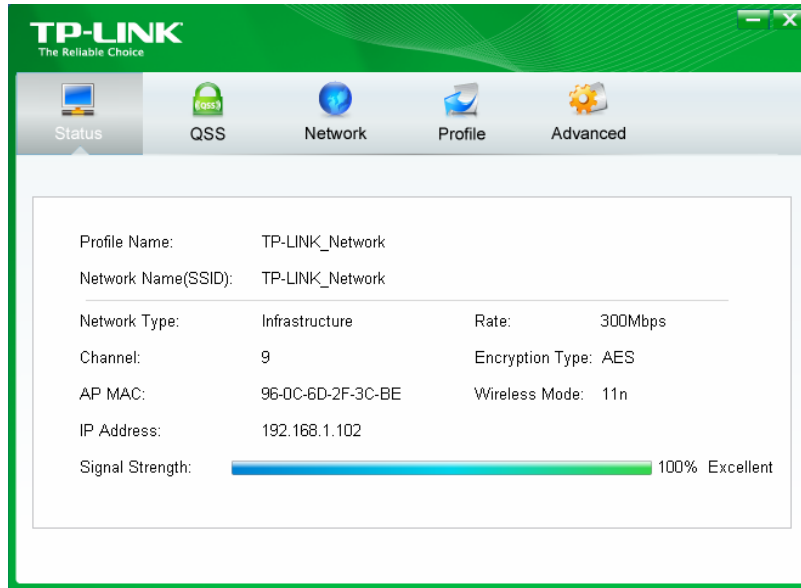 TP-LINK
The Reliable Choice
Status QSS Network Profile Advanced
Profile Name: TP-LINK_Network
Network Name(SSID): TP-LINK_Network
Network Type: Infrastructure Rate: 300Mbps
Channel: 9 Encryption Type: AES
AP MAC: 96-0C-6D-2F-3C-BE Wireless Mode: 11n
IP Address: 192.168.1.102
Signal Strength: 100% Excellent